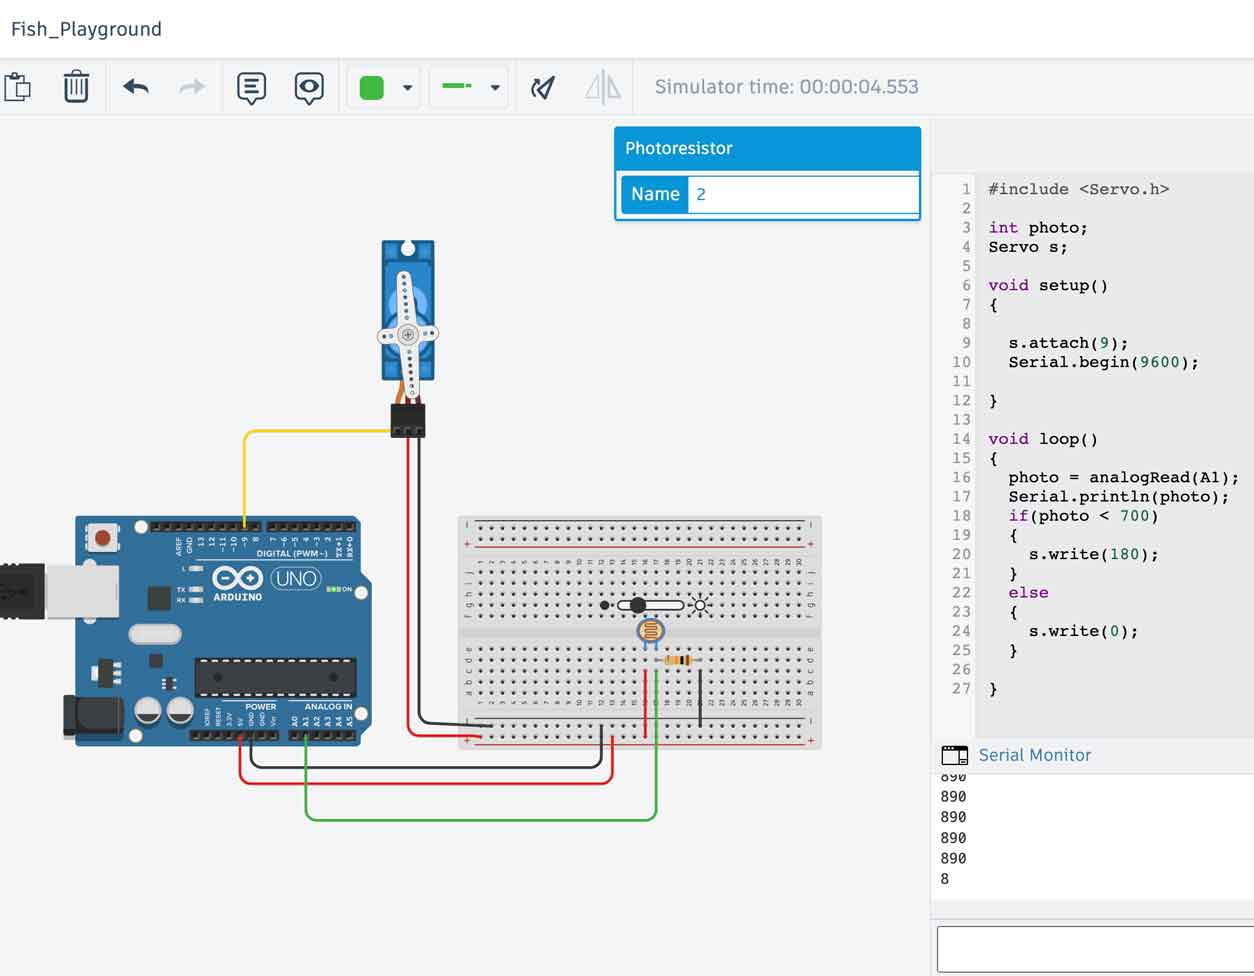 Fish_Playground
Simulator time: 00:00:04.553
Photoresistor
Name 2
1 #include <Servo.h>
2
3 int photo;
4 Servo s;
5
6 void setup()
7 {
8
9 s.attach(9);
10 Serial.begin(9600);
11
12 }
13
14 void loop()
15 {
16 photo = analogRead(A1);
17 Serial.println(photo);
18 if(photo < 700)
19 {
20 s.write(180);
21 }
22 else
23 {
24 s.write(0);
25 }
26
27 }
Serial Monitor
890
890
890
890
890
8
AREF GND 13 12 ~11 ~10 ~9 8 7 ~6 ~5 4 ~3 2 TX→1 RX←0
DIGITAL (PWM~)
L
TX
RX
UNO
ON
ARDUINO
POWER
ANALOG IN
IOREF RESET 3.3V 5V GND GND Vin A0 A1 A2 A3 A4 A5